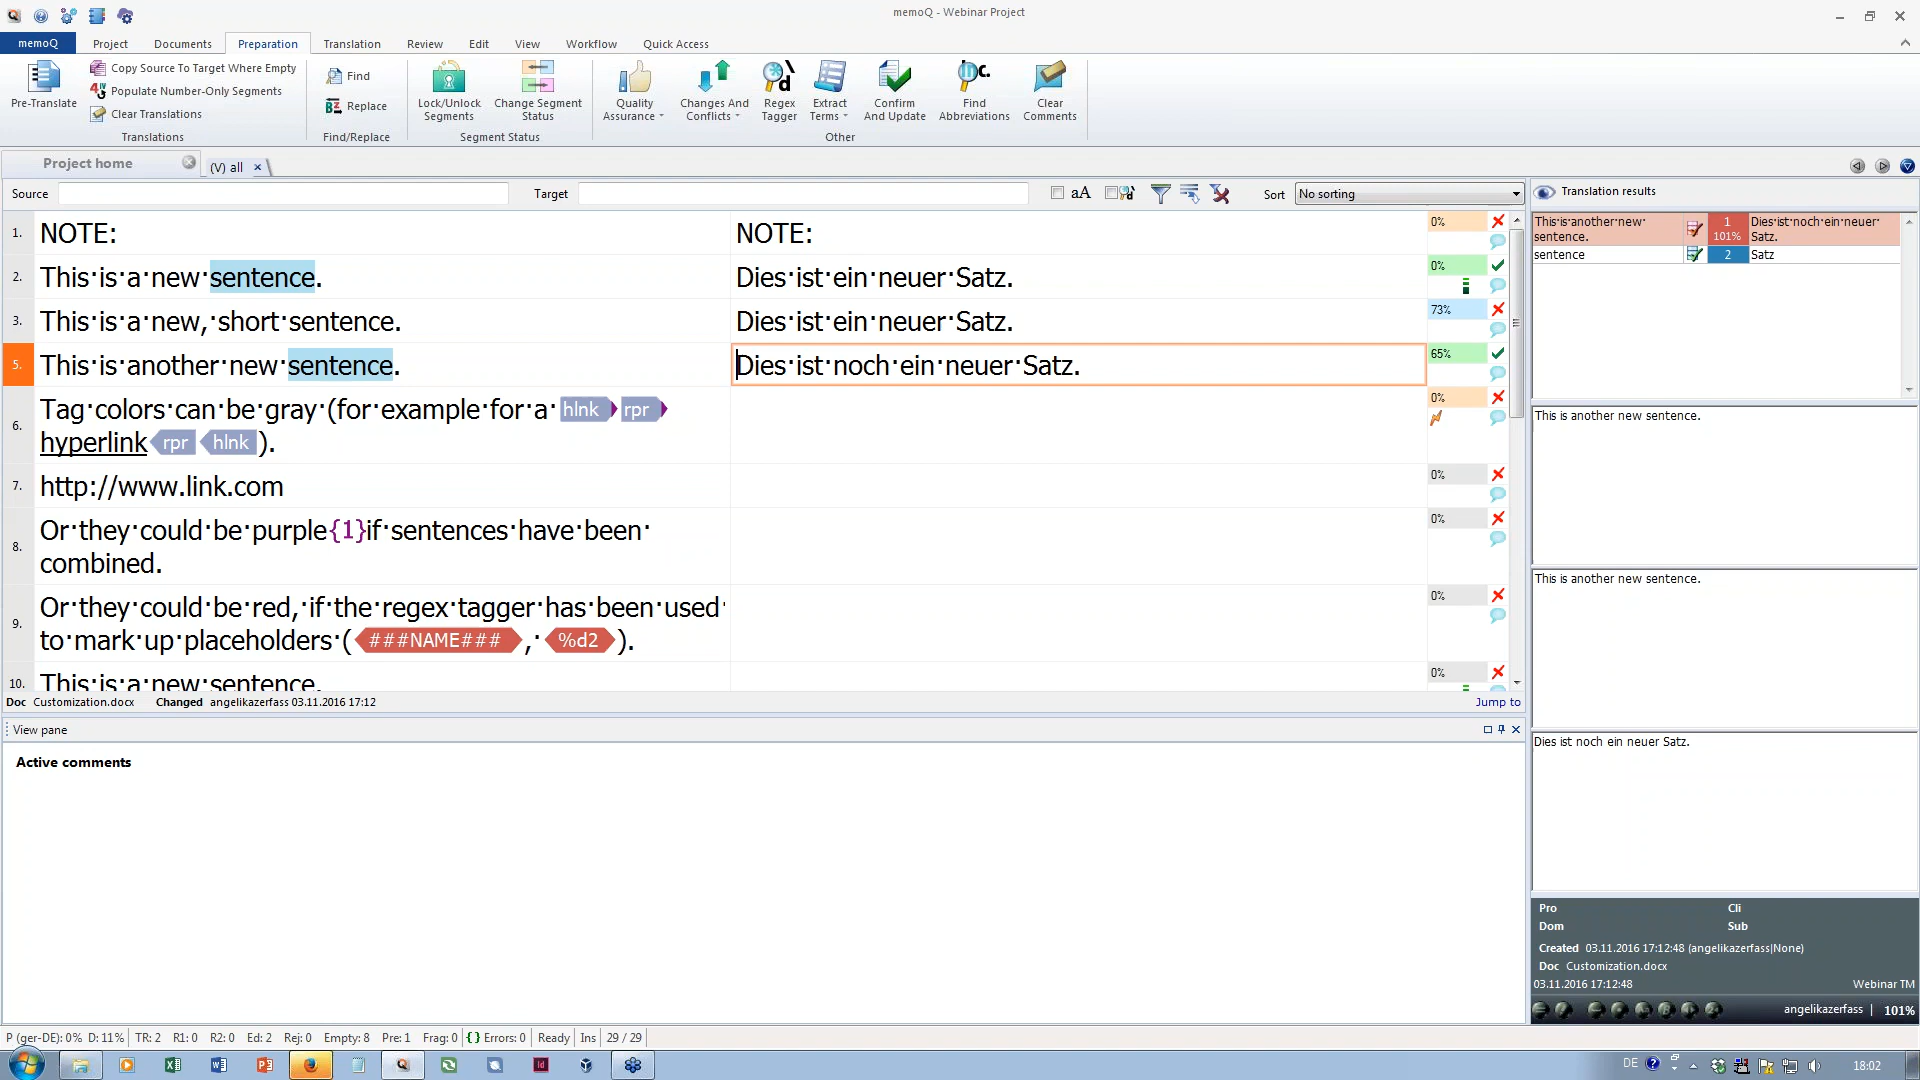 memoQ - Webinar Project
memoQ Project Documents Preparation Translation Review Edit View Workflow Quick Access
Pre-Translate
Copy Source To Target Where Empty
Populate Number-Only Segments
Clear Translations
Translations
Find
Replace
Find/Replace
Lock/Unlock Segments
Change Segment Status
Segment Status
Quality Assurance
Changes And Conflicts
Regex Tagger
Extract Terms
Confirm And Update
Find Abbreviations
Clear Comments
Other
Project home
(V) all
Source
Target
aA
Sort No sorting
1. NOTE: NOTE: 0%
2. This·is·a·new·sentence. Dies·ist·ein·neuer·Satz. 0%
3. This·is·a·new,·short·sentence. Dies·ist·ein·neuer·Satz. 73%
5. This·is·another·new·sentence. Dies·ist·noch·ein·neuer·Satz. 65%
6. Tag·colors·can·be·gray·(for·example·for·a· hlnk rpr 0%
hyperlink rpr hlnk ).
7. http://www.link.com 0%
8. Or·they·could·be·purple{1}if·sentences·have·been· 0%
combined.
9. Or·they·could·be·red,·if·the·regex·tagger·has·been·used· 0%
to·mark·up·placeholders·( ###NAME### ,· %d2 ).
10. This·is·a·new·sentence. 0%
Doc Customization.docx Changed angelikazerfass 03.11.2016 17:12 Jump to
View pane
Active comments
Translation results
This·is·another·new· 1 Dies·ist·noch·ein·neuer·
sentence. 101% Satz.
sentence 2 Satz
This is another new sentence.
This is another new sentence.
Dies ist noch ein neuer Satz.
Pro Cli
Dom Sub
Created 03.11.2016 17:12:48 (angelikazerfass|None)
Doc Customization.docx
03.11.2016 17:12:48 Webinar TM
angelikazerfass | 101%
P (ger-DE): 0% D: 11% TR: 2 R1: 0 R2: 0 Ed: 2 Rej: 0 Empty: 8 Pre: 1 Frag: 0 { } Errors: 0 Ready Ins 29 / 29
DE 18:02